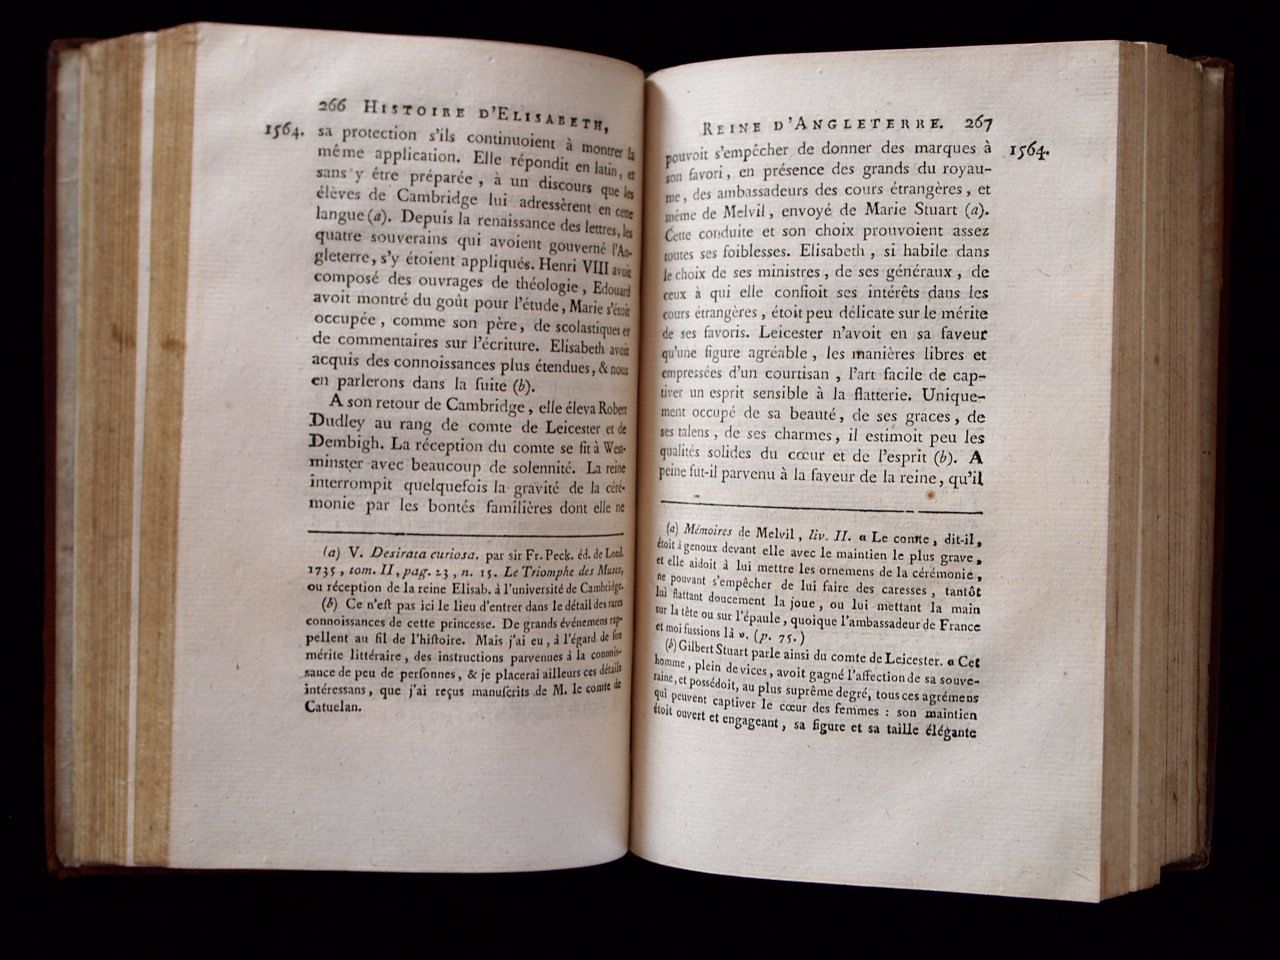 266 HISTOIRE D'ELISABETH,
1564.
sa protection s'ils continuoient à montrer la
même application. Elle répondit en latin, et
sans y être préparée, à un discours que les
élèves de Cambridge lui adressèrent en cette
langue (a). Depuis la renaissance des lettres, les
quatre souverains qui avoient gouverné l'An-
gleterre, s'y étoient appliqués. Henri VIII avoit
composé des ouvrages de théologie, Edouard
avoit montré du goût pour l'étude, Marie s'étoit
occupée, comme son père, de scolastiques et
de commentaires sur l'écriture. Elisabeth avoit
acquis des connoissances plus étendues, & nous
en parlerons dans la suite (b).
A son retour de Cambridge, elle éleva Robert
Dudley au rang de comte de Leicester et de
Dembigh. La réception du comte se fit à West-
minster avec beaucoup de solennité. La reine
interrompit quelquefois la gravité de la céré-
monie par les bontés familières dont elle ne
(a) V. Desirata curiosa. par sir Fr. Peck. éd. de Lond.
1735, tom. II, pag. 23, n. 15. Le Triomphe des Muses,
ou réception de la reine Elisab. à l'université de Cambridge.
(b) Ce n'est pas ici le lieu d'entrer dans le détail des rares
connoissances de cette princesse. De grands événemens rap-
pellent au fil de l'histoire. Mais j'ai eu, à l'égard de son
mérite littéraire, des instructions parvenues à la connois-
sance de peu de personnes, & je placerai ailleurs ces détails
intéressans, que j'ai reçus manuscrits de M. le comte de
Catuelan.
REINE D'ANGLETERRE. 267
1564.
pouvoit s'empêcher de donner des marques à
son favori, en présence des grands du royau-
me, des ambassadeurs des cours étrangères, et
même de Melvil, envoyé de Marie Stuart (a).
Cette conduite et son choix prouvoient assez
toutes ses foiblesses. Elisabeth, si habile dans
le choix de ses ministres, de ses généraux, de
ceux à qui elle confioit ses intérêts dans les
cours étrangères, étoit peu délicate sur le mérite
de ses favoris. Leicester n'avoit en sa faveur
qu'une figure agréable, les manières libres et
empressées d'un courtisan, l'art facile de cap-
tiver un esprit sensible à la flatterie. Unique-
ment occupé de sa beauté, de ses graces, de
ses talens, de ses charmes, il estimoit peu les
qualités solides du cœur et de l'esprit (b). A
peine fut-il parvenu à la faveur de la reine, qu'il
(a) Mémoires de Melvil, liv. II. « Le comte, dit-il,
étoit à genoux devant elle avec le maintien le plus grave,
et elle aidoit à lui mettre les ornemens de la cérémonie,
ne pouvant s'empêcher de lui faire des caresses, tantôt
lui flattant doucement la joue, ou lui mettant la main
sur la tête ou sur l'épaule, quoique l'ambassadeur de France
et moi fussions là ». (p. 75.)
(b) Gilbert Stuart parle ainsi du comte de Leicester. « Cet
homme, plein de vices, avoit gagné l'affection de sa souve-
raine, et possédoit, au plus suprême degré, tous ces agrémens
qui peuvent captiver le cœur des femmes : son maintien
étoit ouvert et engageant, sa figure et sa taille élégante